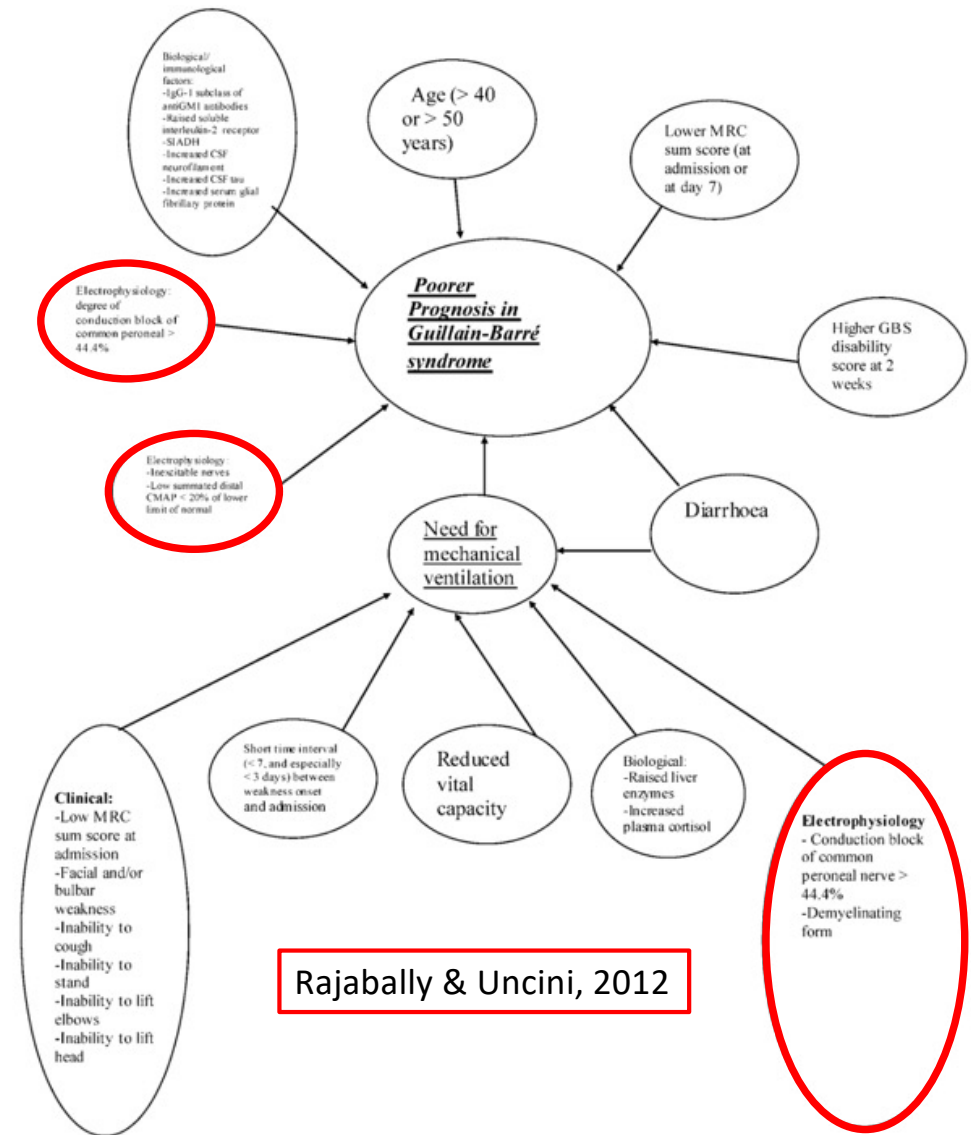 Biological/
immunological
factors:
-IgG-1 subclass of
antiGM1 antibodies
-Raised soluble
interleukin-2 receptor
-SIADH
-Increased CSF
neurofilament
-Increased CSF tau
-Increased serum glial
fibrillary protein
Age (> 40
or > 50
years)
Lower MRC
sum score (at
admission or
at day 7)
Electrophysiology:
degree of
conduction block of
common peroneal >
44.4%
Poorer
Prognosis in
Guillain-Barré
syndrome
Higher GBS
disability
score at 2
weeks
Electrophysiology:
-Inexcitable nerves
-Low summated distal
CMAP < 20% of lower
limit of normal
Need for
mechanical
ventilation
Diarrhoea
Clinical:
-Low MRC
sum score at
admission
-Facial and/or
bulbar
weakness
-Inability to
cough
-Inability to
stand
-Inability to lift
elbows
-Inability to lift
head
Short time interval
(< 7, and especially
< 3 days) between
weakness onset
and admission
Reduced
vital
capacity
Biological:
-Raised liver
enzymes
-Increased
plasma cortisol
Electrophysiology
- Conduction block
of common
peroneal nerve >
44.4%
-Demyelinating
form
Rajabally & Uncini, 2012